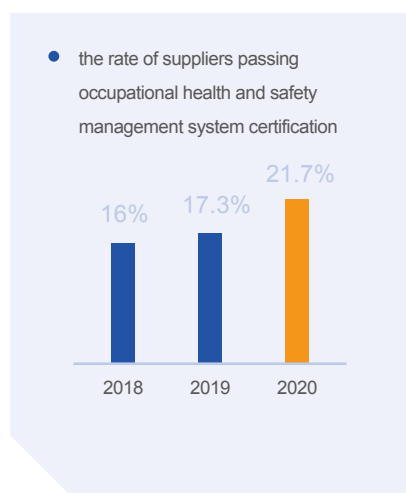 the rate of suppliers passing
occupational health and safety
management system certification
21.7%
17.3%
16%
2018 2019 2020